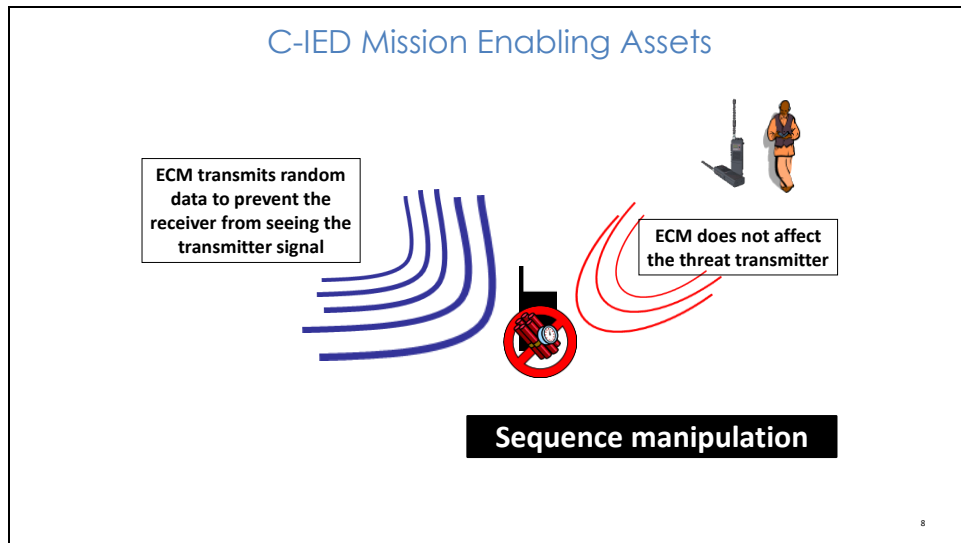 C-IED Mission Enabling Assets
ECM transmits random
data to prevent the
receiver from seeing the
transmitter signal
ECM does not affect
the threat transmitter
Sequence manipulation
8